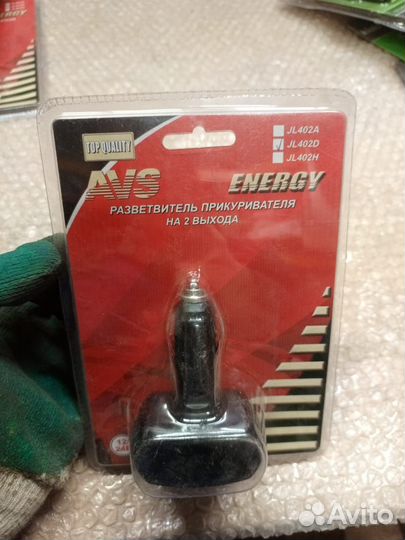 TOP QUALITY
JL402A
JL402D
JL402H
AVS ENERGY
РАЗВЕТВИТЕЛЬ ПРИКУРИВАТЕЛЯ
НА 2 ВЫХОДА
Avito